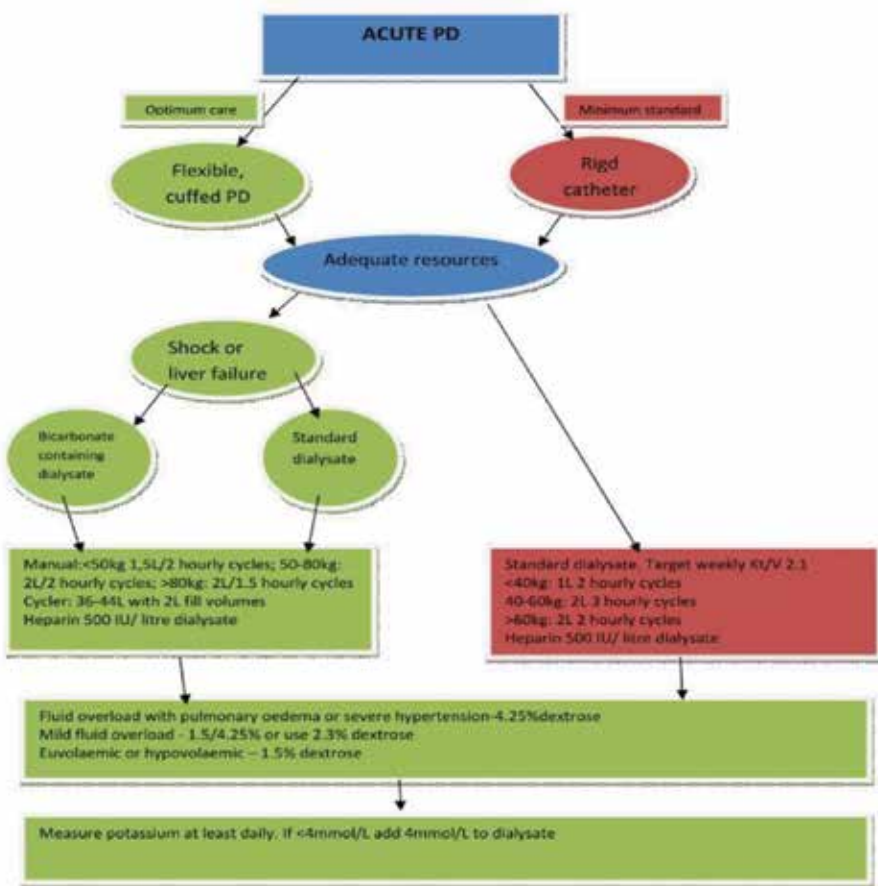 ACUTE PD
Optimum care
Minimum standard
Flexible,
cuffed PD
Rigd
catheter
Adequate resources
Shock or
liver failure
Bicarbonate
containing
dialysate
Standard
dialysate
Manual:<50kg 1,5L/2 hourly cycles; 50-80kg:
2L/2 hourly cycles; >80kg: 2L/1.5 hourly cycles
Cycler: 36-44L with 2L fill volumes
Heparin 500 IU/ litre dialysate
Standard dialysate. Target weekly Kt/V 2.1
<40kg: 1L 2 hourly cycles
40-60kg: 2L 3 hourly cycles
>60kg: 2L 2 hourly cycles
Heparin 500 IU/ litre dialysate
Fluid overload with pulmonary oedema or severe hypertension-4.25%dextrose
Mild fluid overload - 1.5/4.25% or use 2.3% dextrose
Euvolaemic or hypovolaemic – 1.5% dextrose
Measure potassium at least daily. If <4mmol/L add 4mmol/L to dialysate